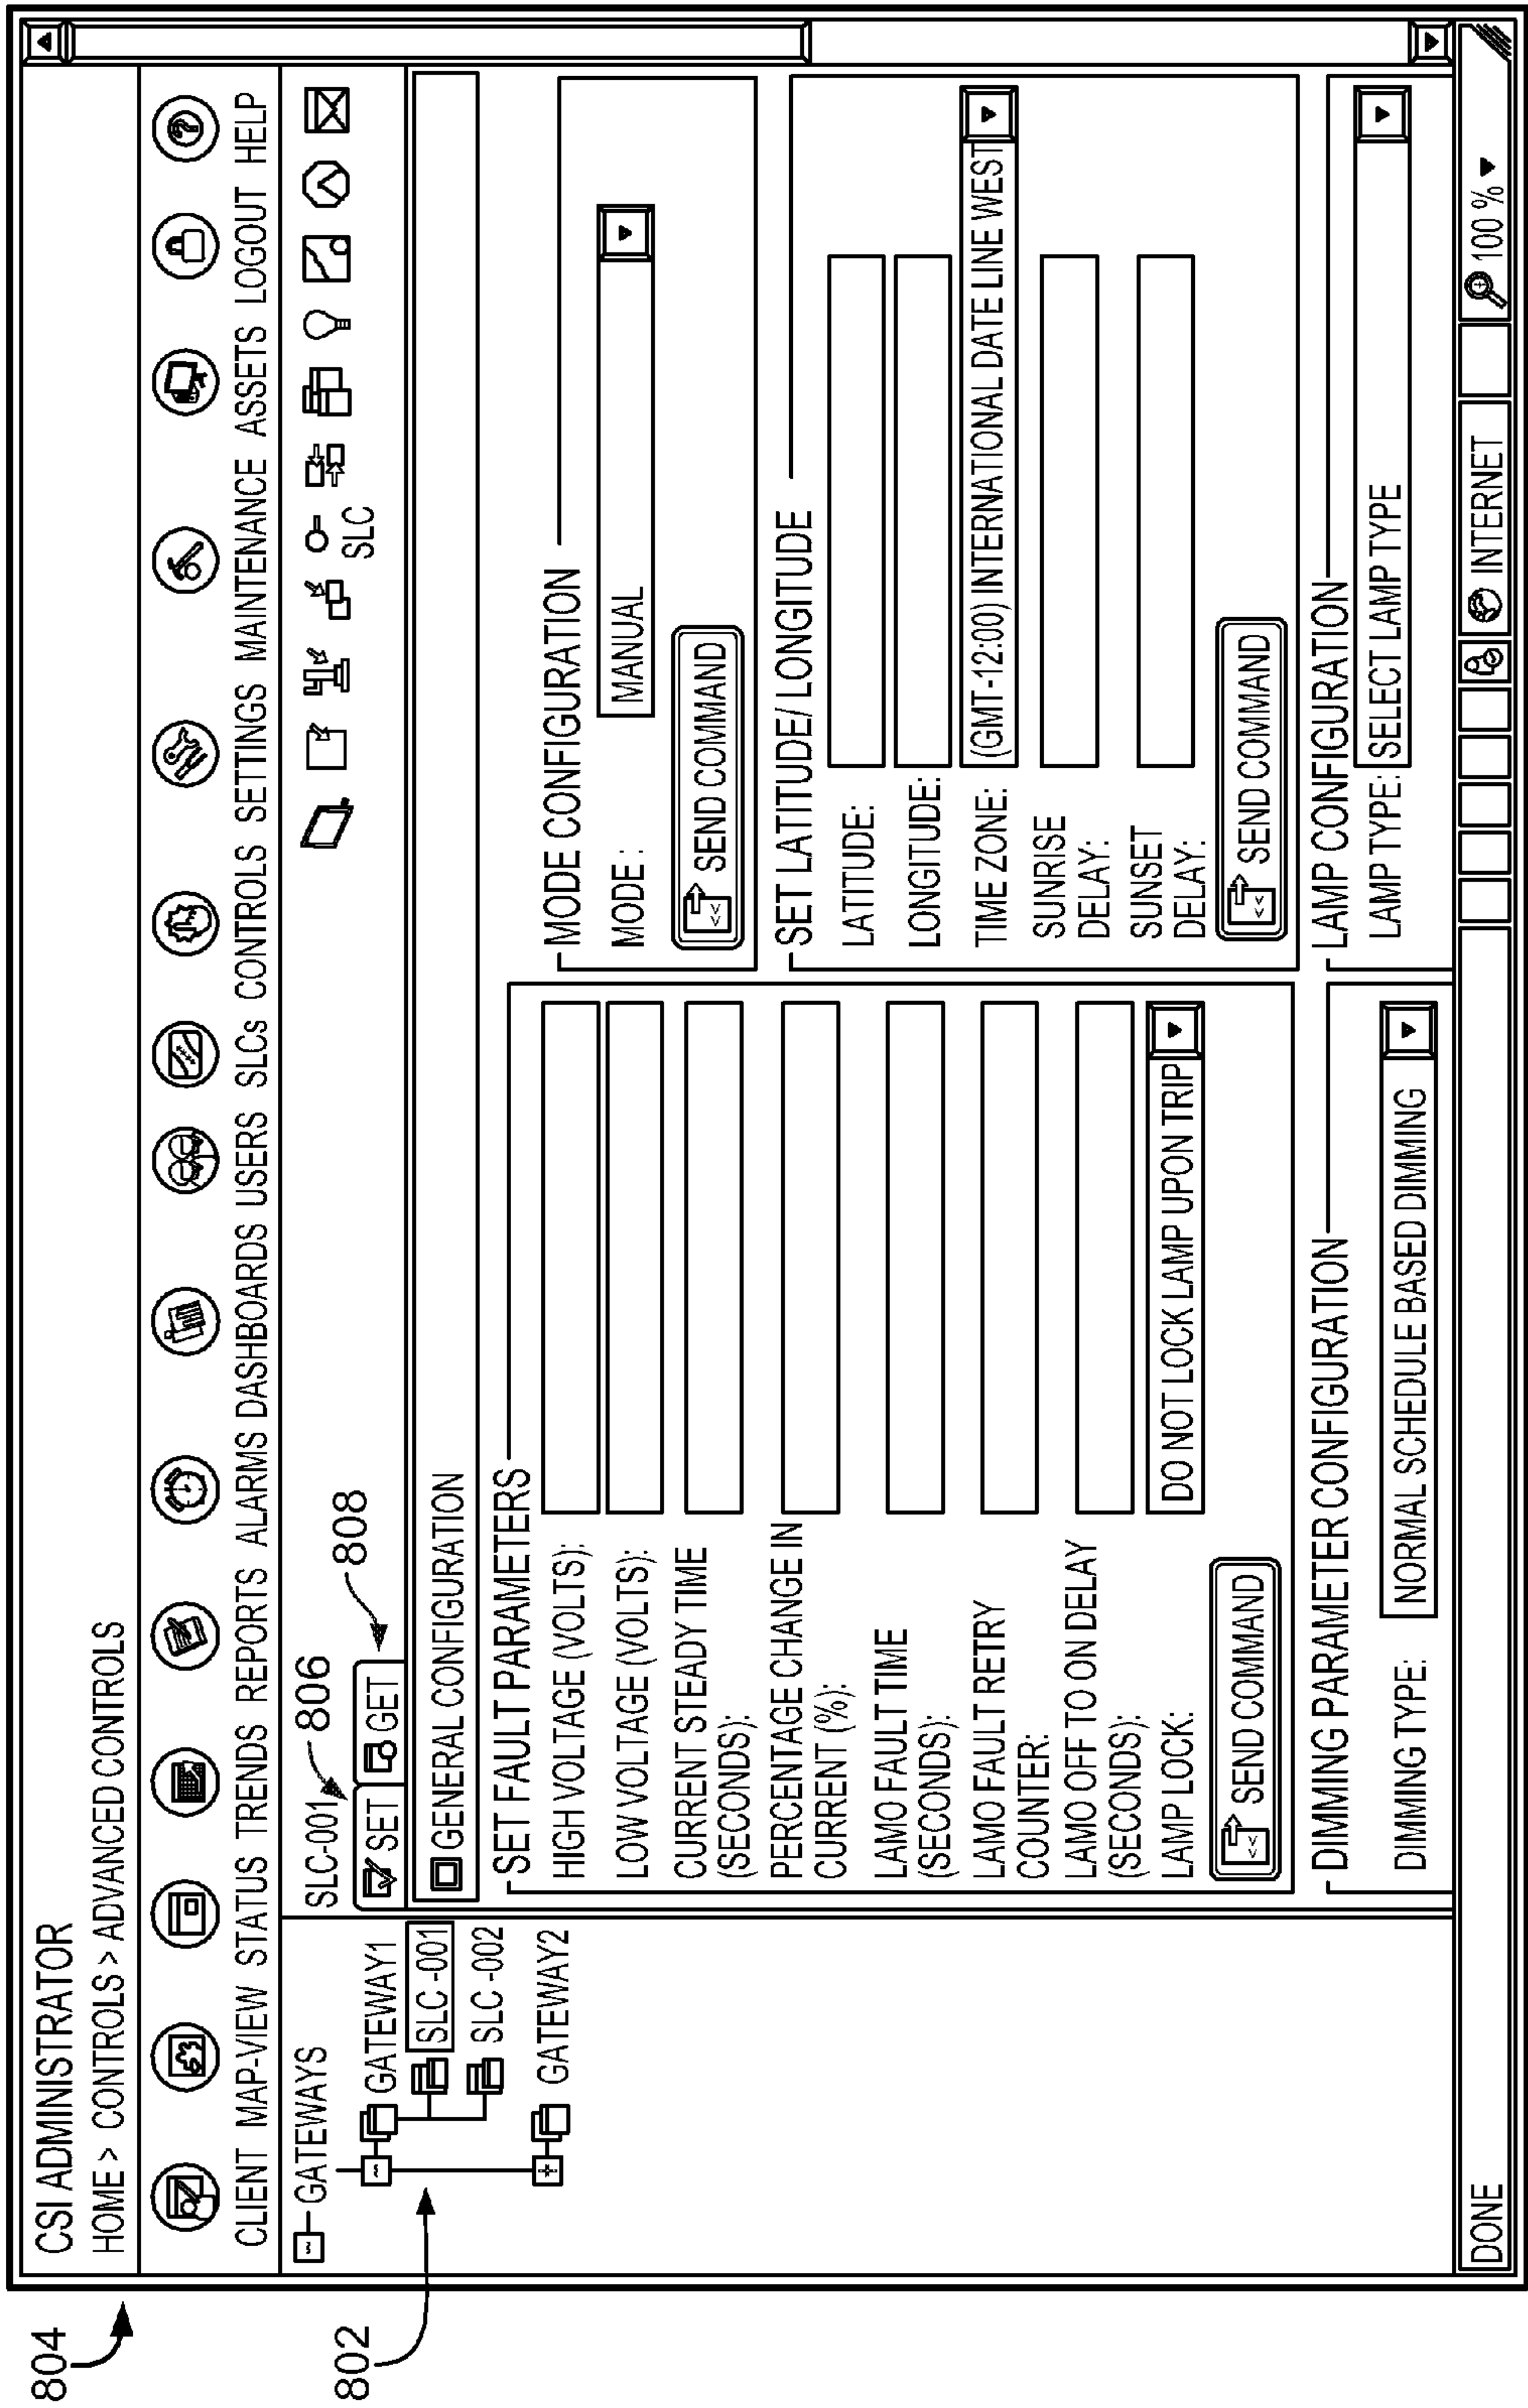 804
CSI ADMINISTRATOR
HOME > CONTROLS > ADVANCED CONTROLS
CLIENT MAP-VIEW STATUS TRENDS REPORTS ALARMS DASHBOARDS USERS SLCs CONTROLS SETTINGS MAINTENANCE ASSETS LOGOUT HELP
802
GATEWAYS
GATEWAY1
SLC -001
SLC -002
GATEWAY2
SLC-001
806
808
SET
GET
SLC
GENERAL CONFIGURATION
SET FAULT PARAMETERS
HIGH VOLTAGE (VOLTS):
LOW VOLTAGE (VOLTS):
CURRENT STEADY TIME
(SECONDS):
PERCENTAGE CHANGE IN
CURRENT (%):
LAMO FAULT TIME
(SECONDS):
LAMO FAULT RETRY
COUNTER:
LAMO OFF TO ON DELAY
(SECONDS):
LAMP LOCK: DO NOT LOCK LAMP UPON TRIP
<< SEND COMMAND
MODE CONFIGURATION
MODE : MANUAL
<< SEND COMMAND
SET LATITUDE/ LONGITUDE
LATITUDE:
LONGITUDE:
TIME ZONE: (GMT-12:00) INTERNATIONAL DATE LINE WEST
SUNRISE
DELAY:
SUNSET
DELAY:
<< SEND COMMAND
DIMMING PARAMETER CONFIGURATION
DIMMING TYPE: NORMAL SCHEDULE BASED DIMMING
LAMP CONFIGURATION
LAMP TYPE: SELECT LAMP TYPE
DONE
INTERNET
100 %